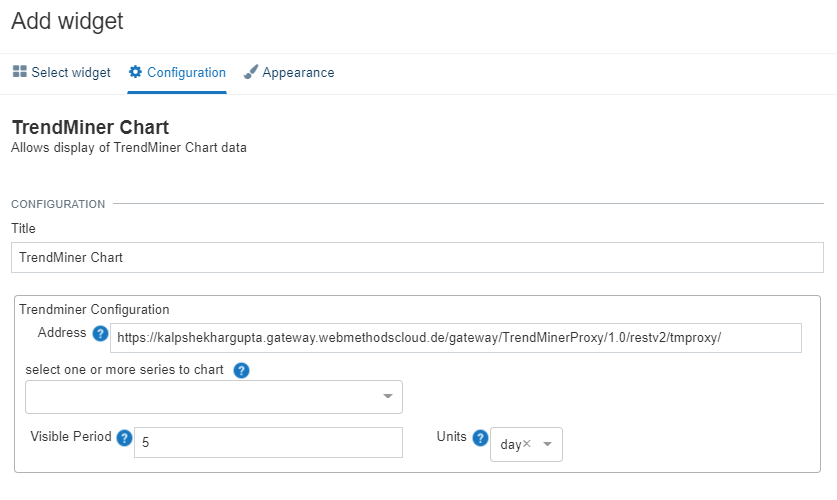 Add widget
Select widget Configuration Appearance
TrendMiner Chart
Allows display of TrendMiner Chart data
CONFIGURATION
Title
TrendMiner Chart
Trendminer Configuration
Address ? https://kalpshekhargupta.gateway.webmethodscloud.de/gateway/TrendMinerProxy/1.0/restv2/tmproxy/
select one or more series to chart ?
Visible Period ? 5 Units ? day×